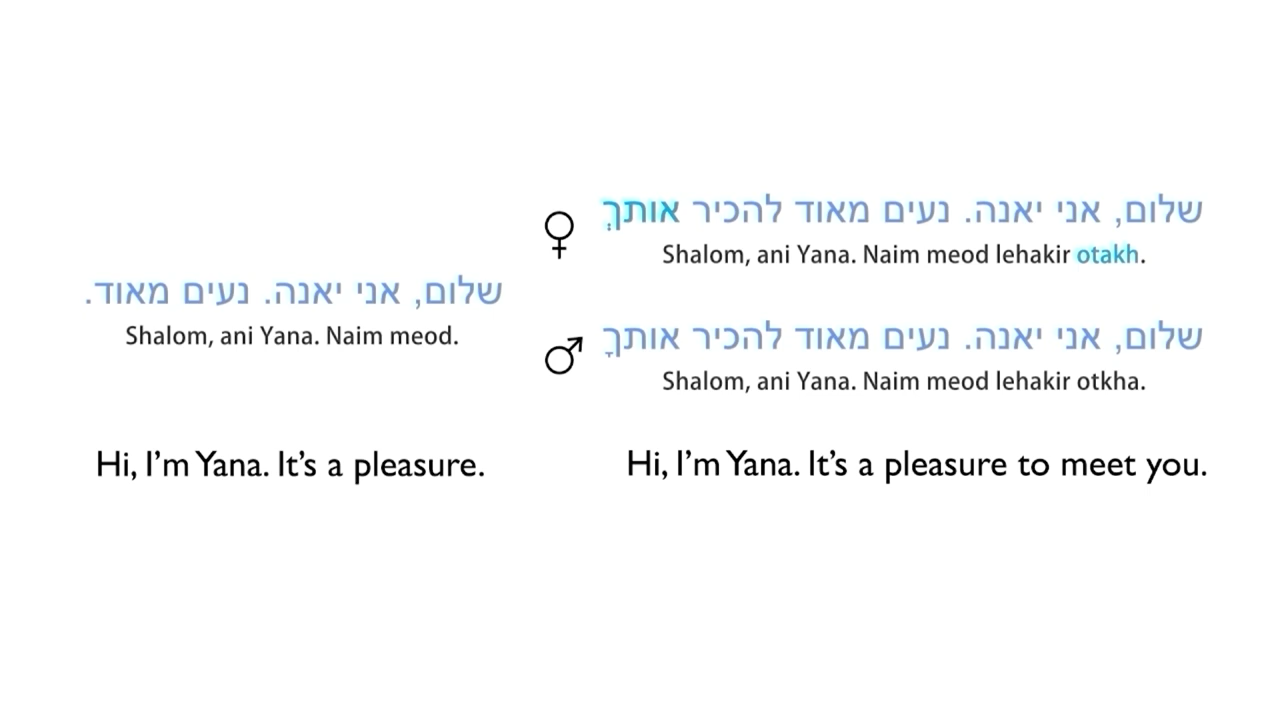 שלום, אני יאנה. נעים מאוד.
Shalom, ani Yana. Naim meod.
Hi, I'm Yana. It's a pleasure.
♀ שלום, אני יאנה. נעים מאוד להכיר אותךְ
Shalom, ani Yana. Naim meod lehakir otakh.
♂ שלום, אני יאנה. נעים מאוד להכיר אותךָ
Shalom, ani Yana. Naim meod lehakir otkha.
Hi, I'm Yana. It's a pleasure to meet you.